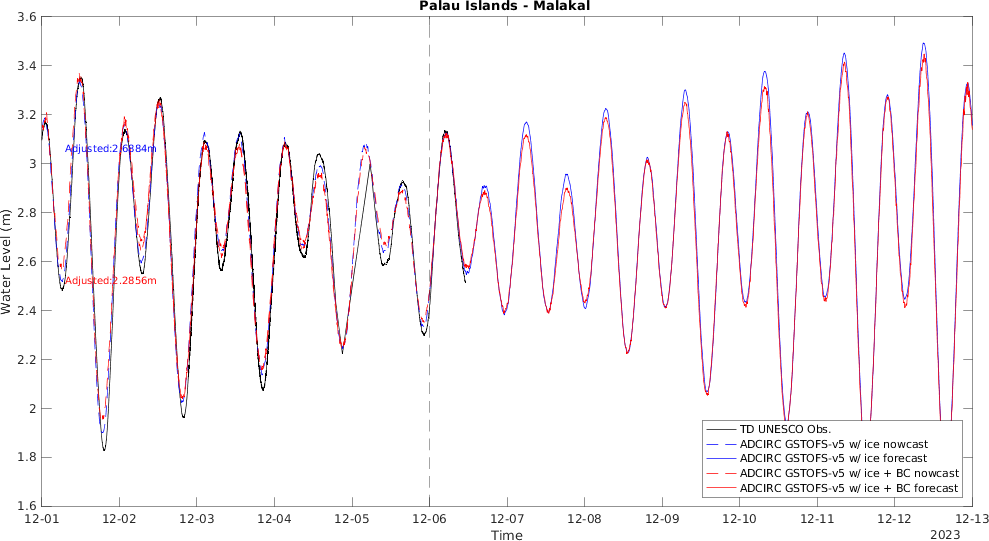 Palau Islands - Malakal
3.6
3.4
3.2
3
2.8
2.6
2.4
2.2
2
1.8
1.6
Water Level (m)
Adjusted:2.6884m
Adjusted:2.2856m
TD UNESCO Obs.
ADCIRC GSTOFS-v5 w/ ice nowcast
ADCIRC GSTOFS-v5 w/ ice forecast
ADCIRC GSTOFS-v5 w/ ice + BC nowcast
ADCIRC GSTOFS-v5 w/ ice + BC forecast
12-01 12-02 12-03 12-04 12-05 12-06 12-07 12-08 12-09 12-10 12-11 12-12 12-13
Time
2023